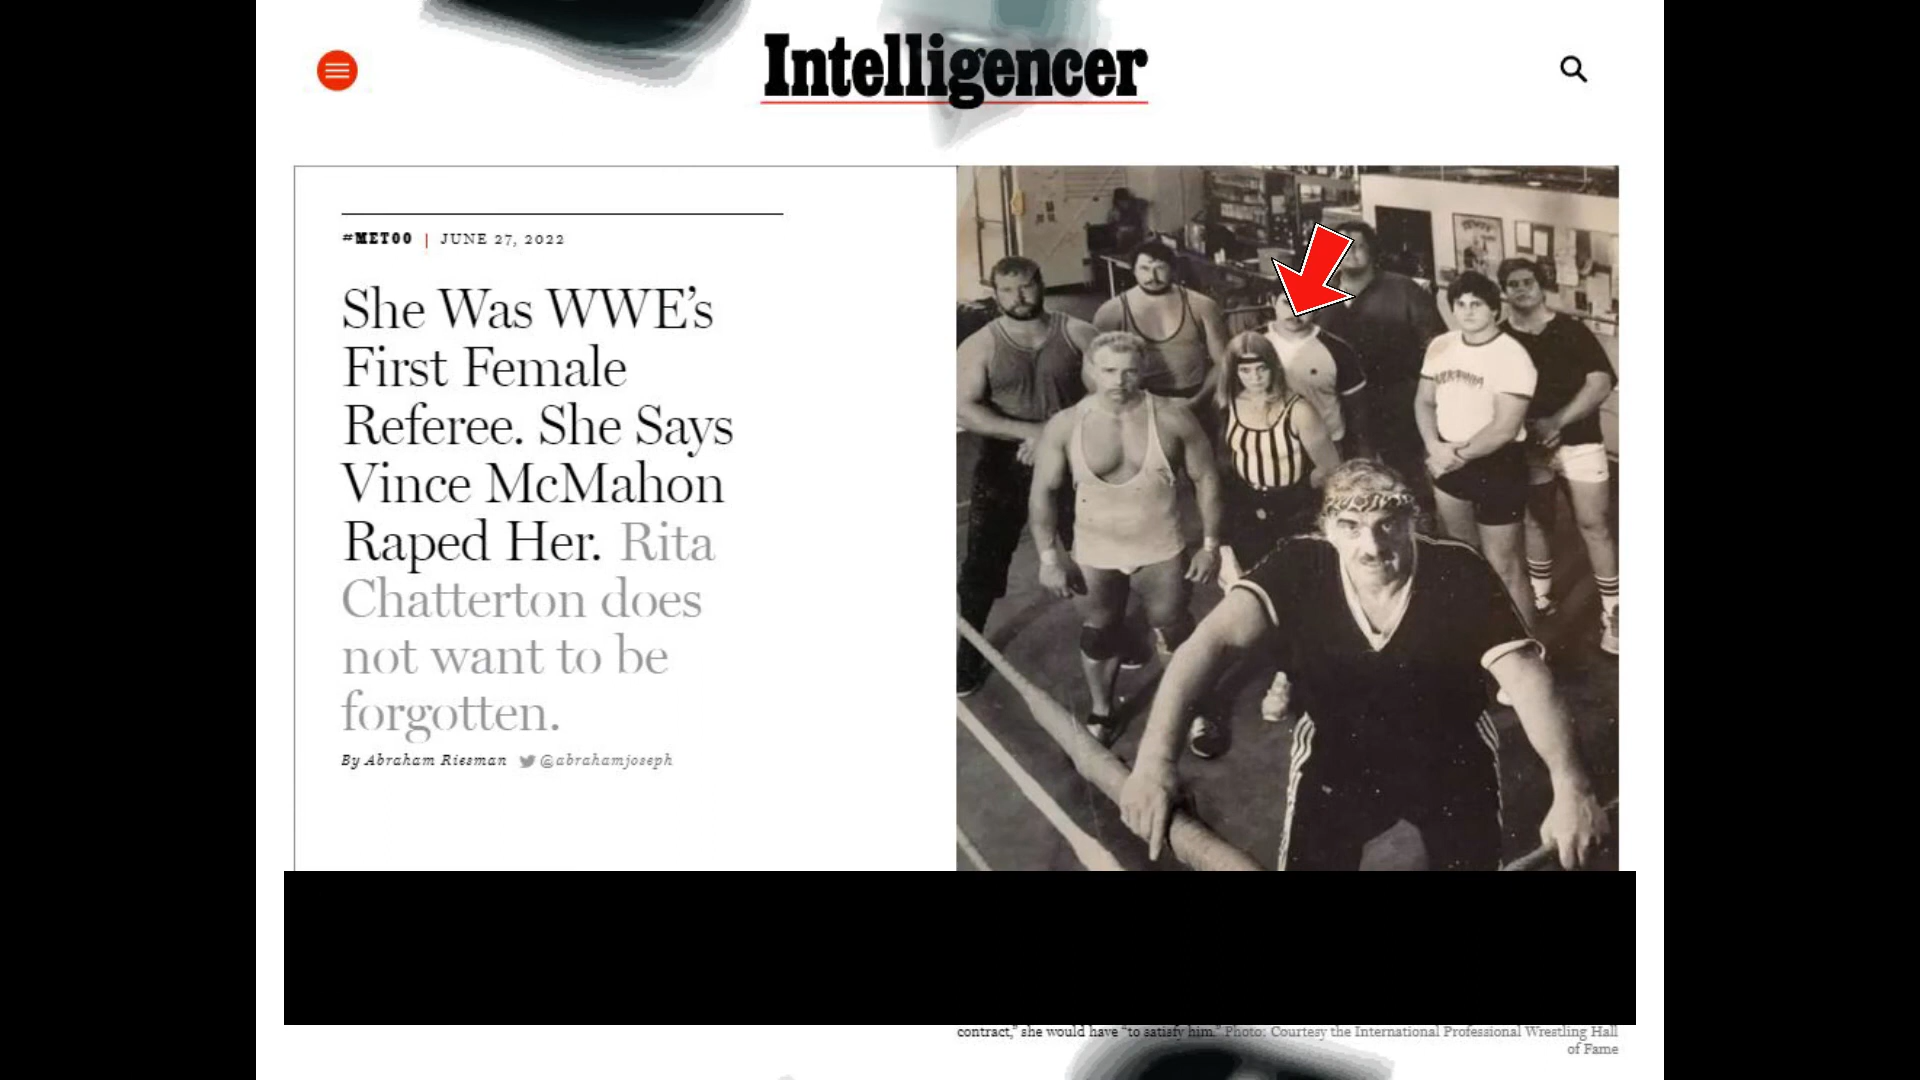 Intelligencer
#METOO | JUNE 27, 2022
She Was WWE’s
First Female
Referee. She Says
Vince McMahon
Raped Her. Rita
Chatterton does
not want to be
forgotten.
By Abraham Riesman @abrahamjoseph
contract,” she would have “to satisfy him.” Photo: Courtesy the International Professional Wrestling Hall
of Fame